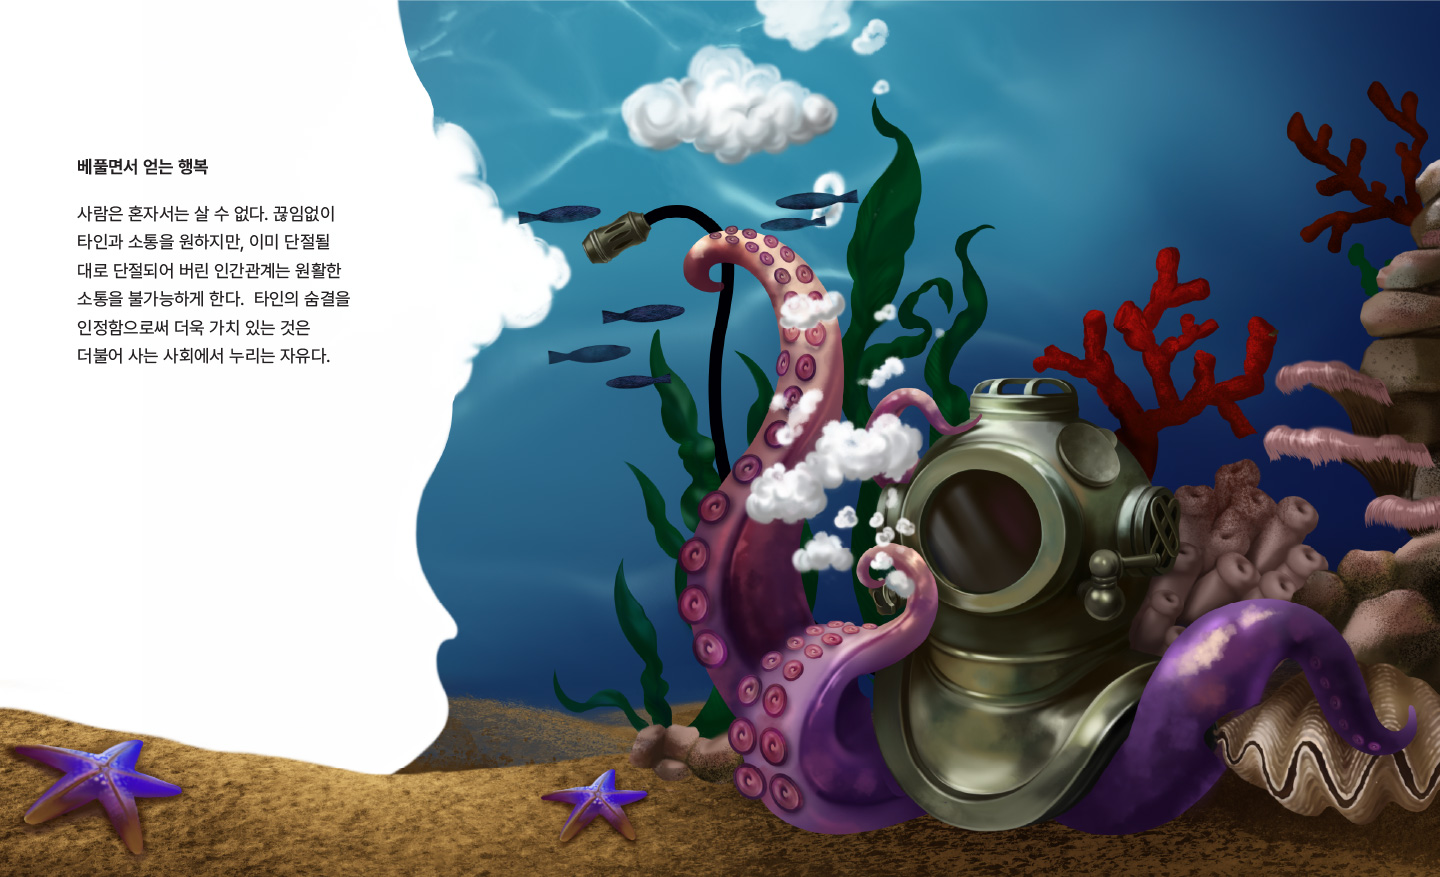 베풀면서 얻는 행복
사람은 혼자서는 살 수 없다. 끊임없이
타인과 소통을 원하지만, 이미 단절될
대로 단절되어 버린 인간관계는 원활한
소통을 불가능하게 한다.  타인의 숨결을
인정함으로써 더욱 가치 있는 것은
더불어 사는 사회에서 누리는 자유다.